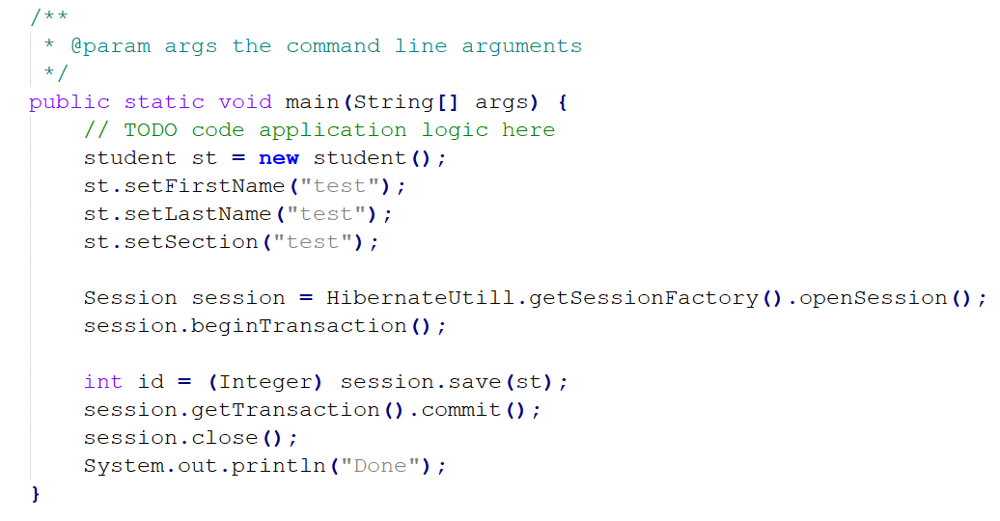 /**
 * @param args the command line arguments
 */
public static void main(String[] args) {
    // TODO code application logic here
    student st = new student();
    st.setFirstName("test");
    st.setLastName("test");
    st.setSection("test");

    Session session = HibernateUtill.getSessionFactory().openSession();
    session.beginTransaction();

    int id = (Integer) session.save(st);
    session.getTransaction().commit();
    session.close();
    System.out.println("Done");
}